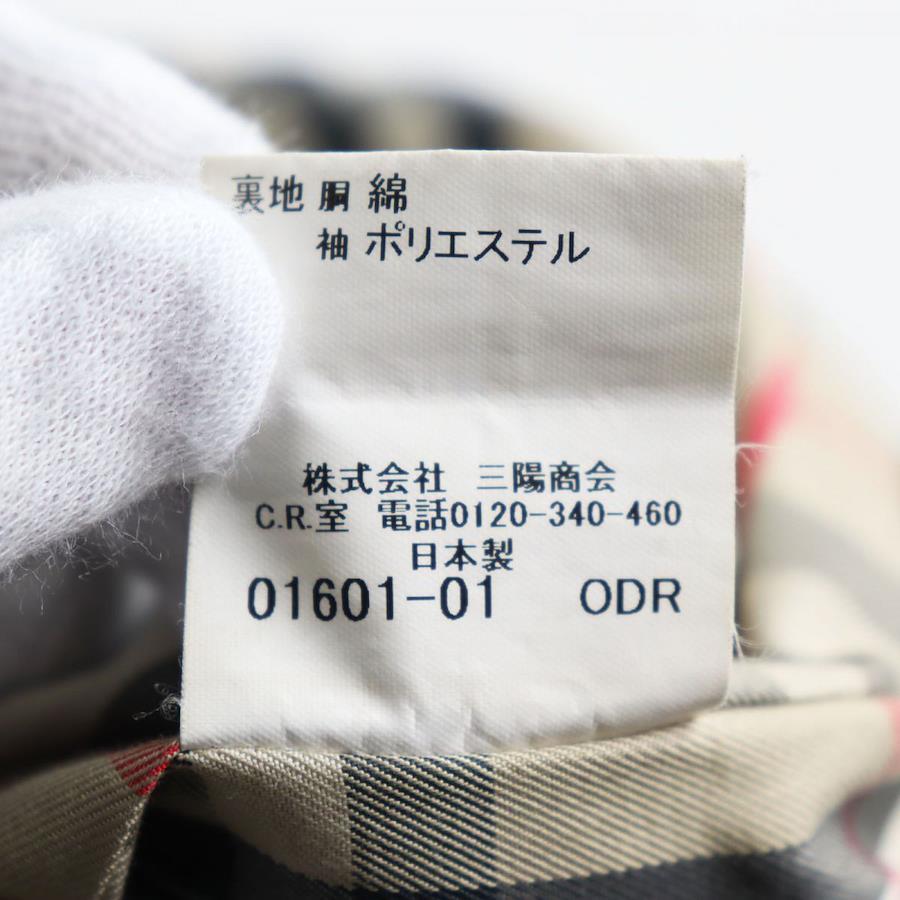 裏地 胴 綿
袖 ポリエステル
株式会社 三陽商会
C.R.室 電話0120-340-460
日本製
01601-01 ODR